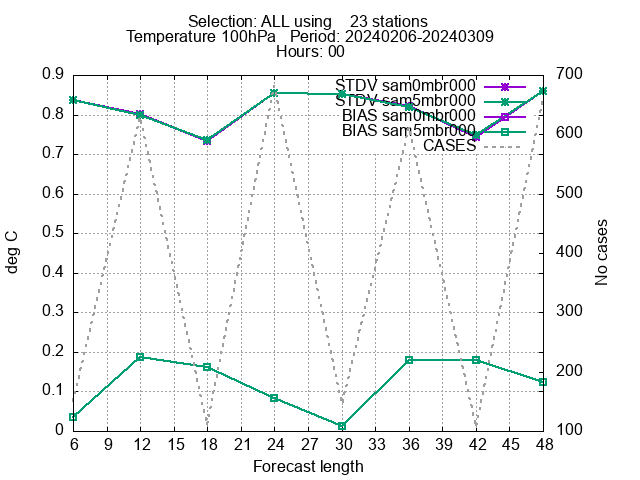 Selection: ALL using 23 stations
Temperature 100hPa Period: 20240206-20240309
Hours: 00
0.9
0.8
0.7
0.6
0.5
0.4
0.3
0.2
0.1
0
deg C
STDV sam0mbr000
STDV sam5mbr000
BIAS sam0mbr000
BIAS sam5mbr000
CASES
700
600
500
400
300
200
100
No cases
6 9 12 15 18 21 24 27 30 33 36 39 42 45 48
Forecast length